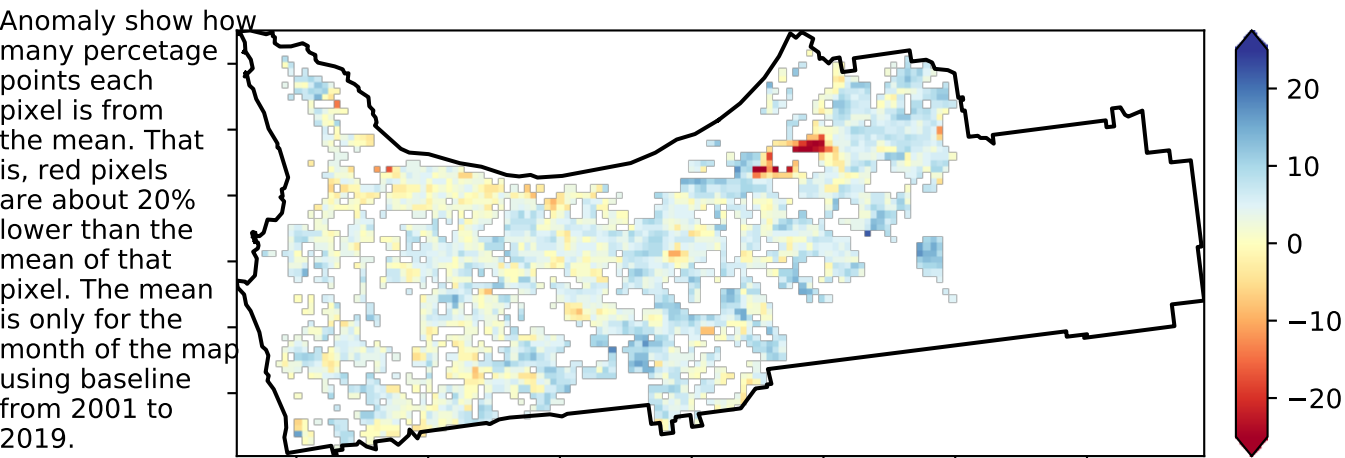 Anomaly show how
many percetage
points each
pixel is from
the mean. That
is, red pixels
are about 20%
lower than the
mean of that
pixel. The mean
is only for the
month of the map
using baseline
from 2001 to
2019.
20
10
0
−10
−20